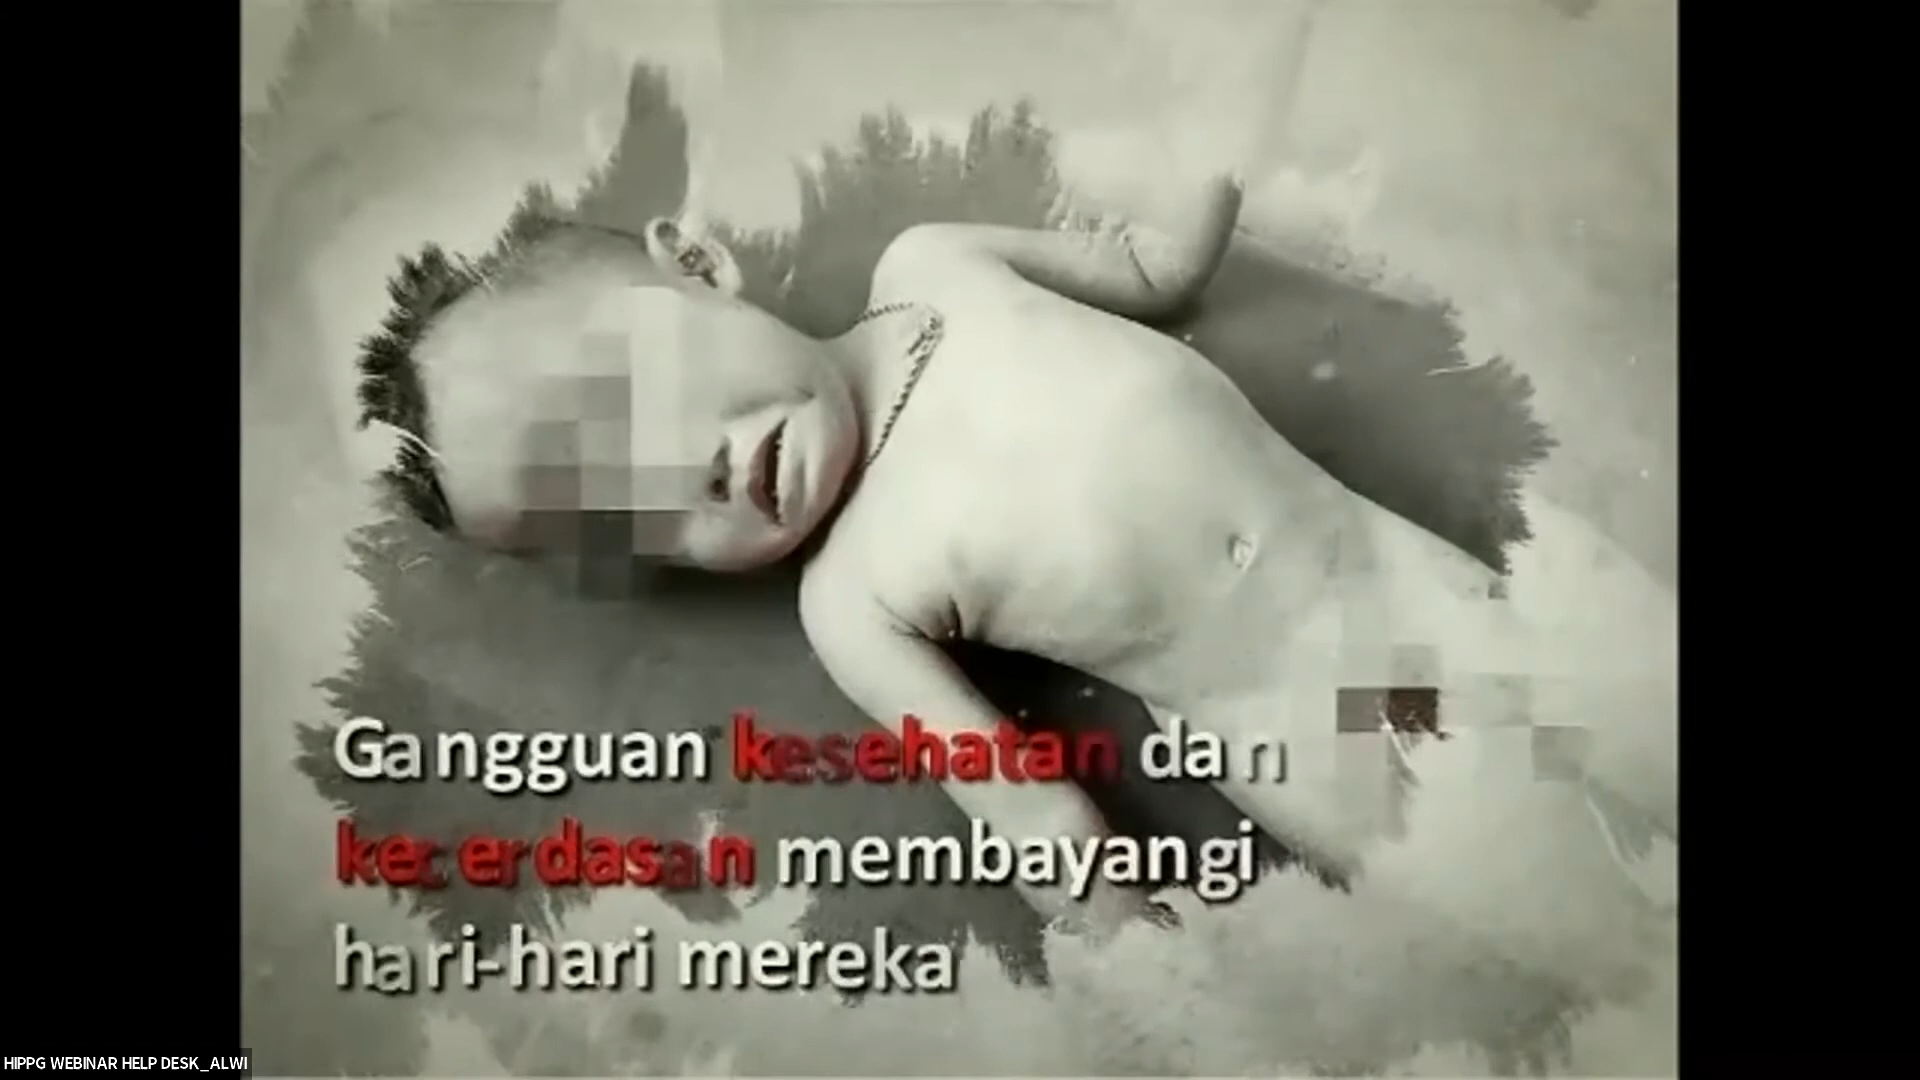 Gangguan kesehatan dan
kecerdasan membayangi
hari-hari mereka
HIPPG WEBINAR HELP DESK_ALWI